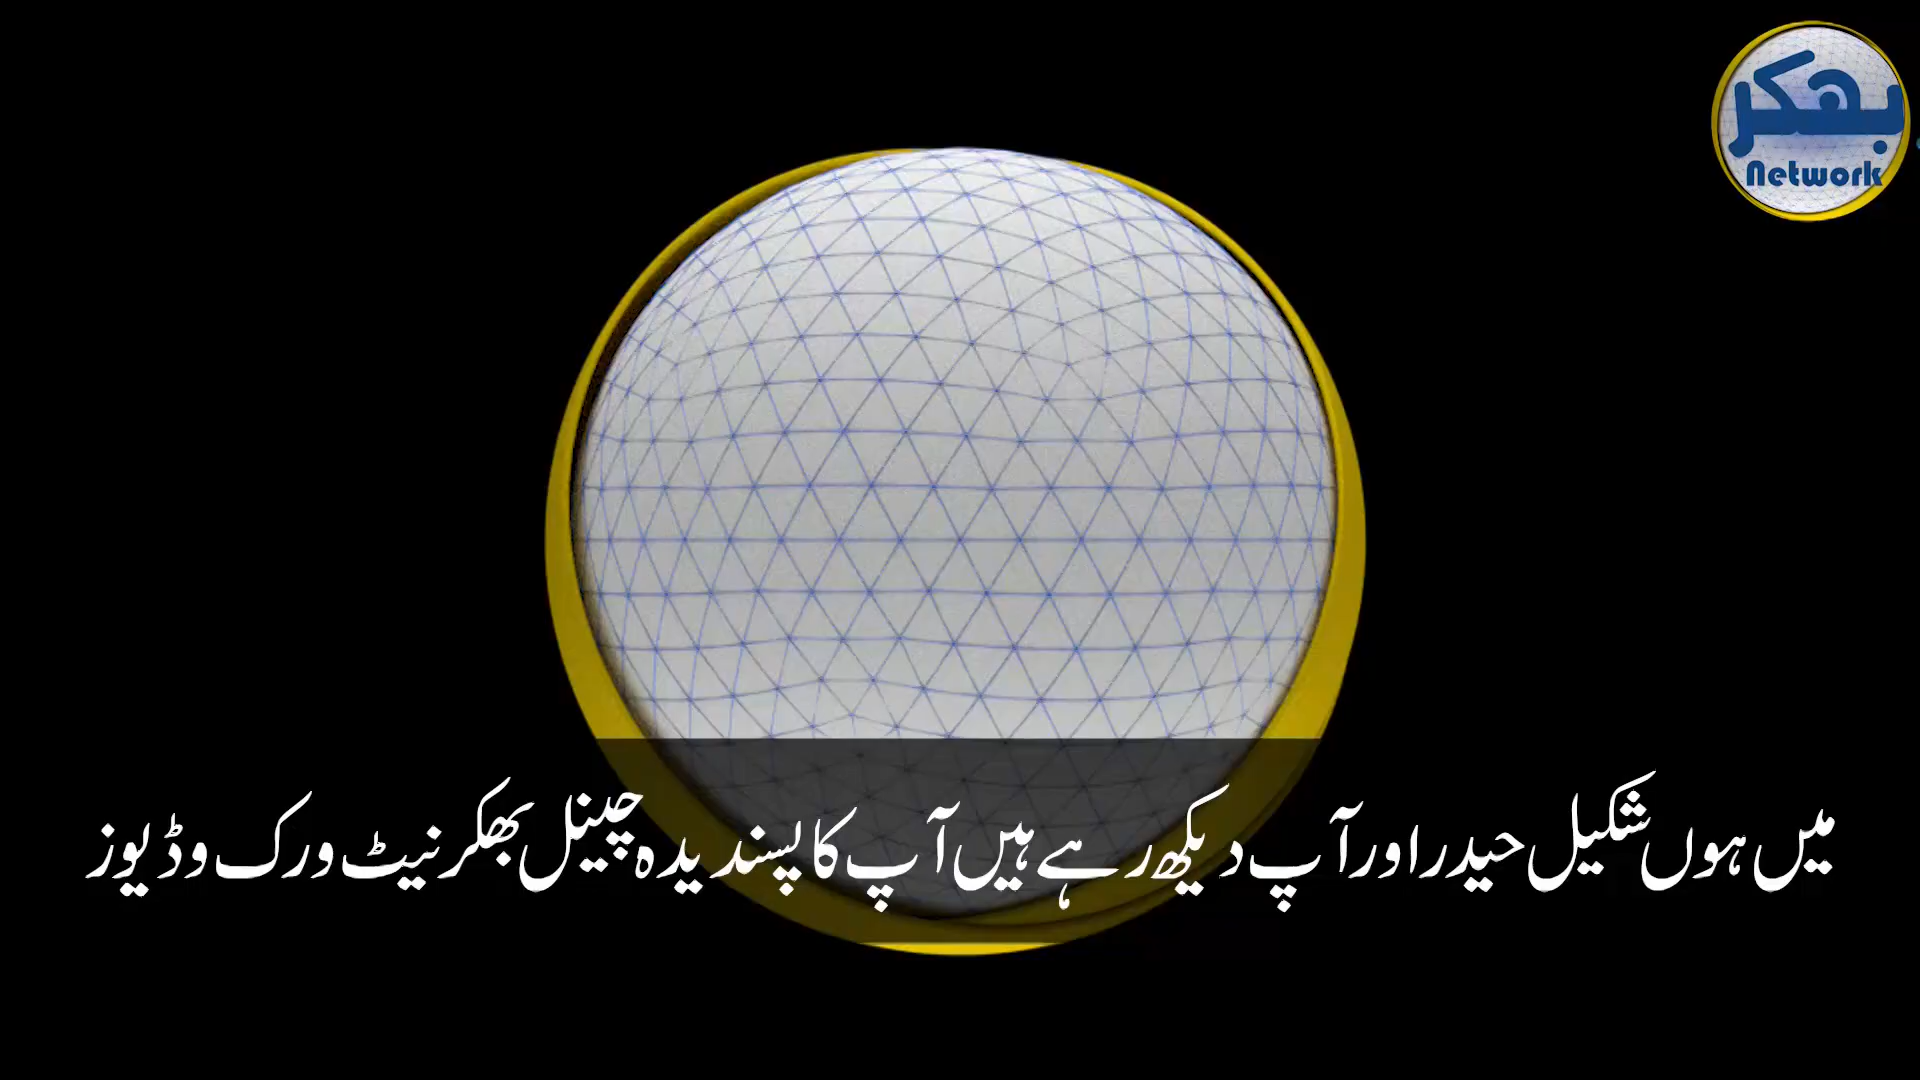 بھکر
Network
میں ہوں شکیل حیدر اور آپ دیکھ رہے ہیں آپ کا پسندیدہ چینل بھکر نیٹ ورک وڈیوز